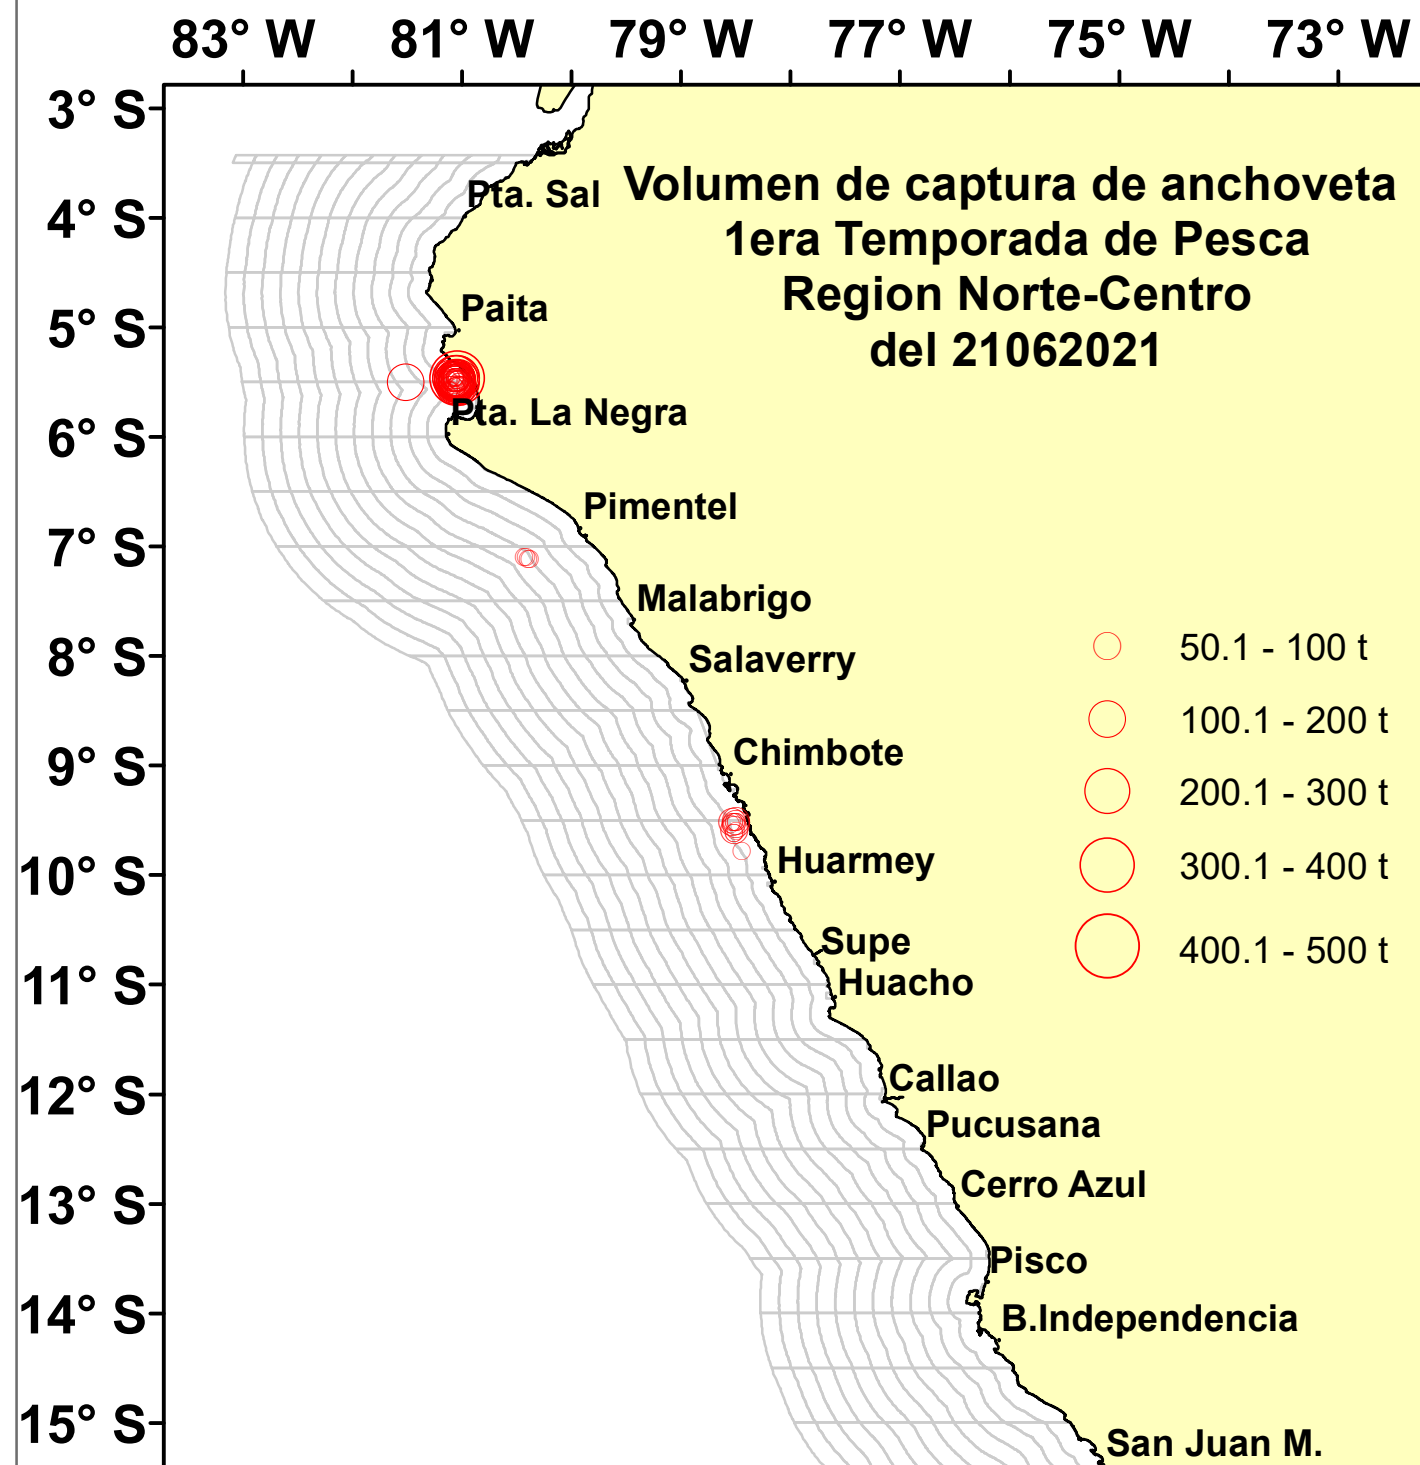 83° W 81° W 79° W 77° W 75° W 73° W
3° S
4° S
5° S
6° S
7° S
8° S
9° S
10° S
11° S
12° S
13° S
14° S
15° S
Volumen de captura de anchoveta
1era Temporada de Pesca
Region Norte-Centro
del 21062021
Pta. Sal
Paita
Pta. La Negra
Pimentel
Malabrigo
Salaverry
Chimbote
Huarmey
Supe
Huacho
Callao
Pucusana
Cerro Azul
Pisco
B.Independencia
San Juan M.
50.1 - 100 t
100.1 - 200 t
200.1 - 300 t
300.1 - 400 t
400.1 - 500 t